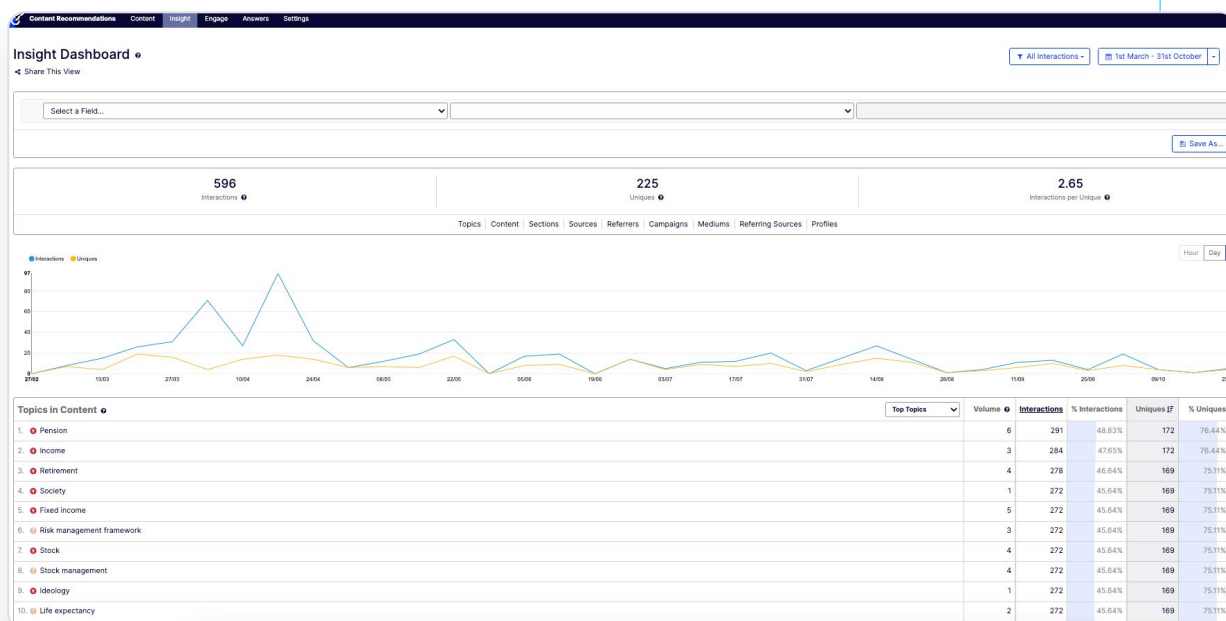 Content Recommendations Content Insight Engage Answers Settings
Insight Dashboard
All Interactions
1st March - 31st October
Share This View
Select a Field...
Save As...
596 225 2.65
Interactions Uniques Interactions per Unique
Topics | Content | Sections | Sources | Referrers | Campaigns | Mediums | Referring Sources | Profiles
Hour Day
Interactions Uniques
97
80
60
40
20
0
27/02 13/03 27/03 10/04 24/04 08/05 22/05 05/06 19/06 03/07 17/07 31/07 14/08 28/08 11/09 25/09 09/10 23
Topics in Content Top Topics Volume Interactions % Interactions Uniques % Uniques
1. Pension 6 291 48.83% 172 76.44%
2. Income 3 284 47.65% 172 76.44%
3. Retirement 4 278 46.64% 169 75.11%
4. Society 1 272 45.64% 169 75.11%
5. Fixed income 5 272 45.64% 169 75.11%
6. Risk management framework 3 272 45.64% 169 75.11%
7. Stock 4 272 45.64% 169 75.11%
8. Stock management 4 272 45.64% 169 75.11%
9. Ideology 1 272 45.64% 169 75.11%
10. Life expectancy 2 272 45.64% 169 75.11%